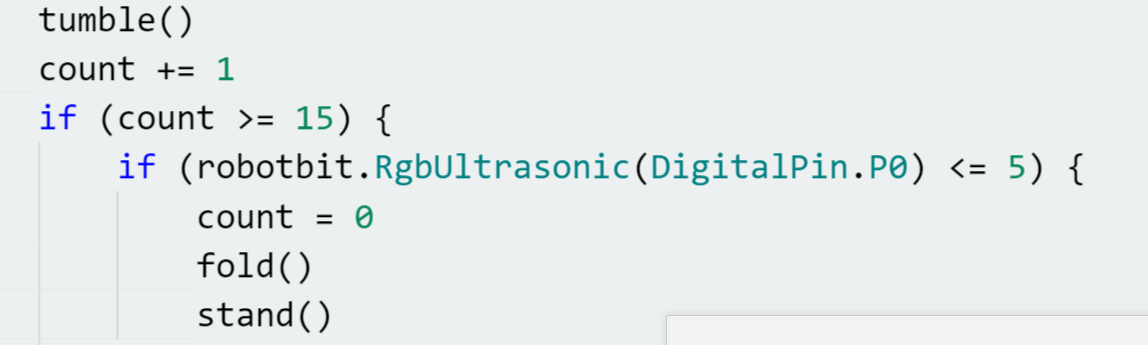 tumble()
count += 1
if (count >= 15) {
if (robotbit.RgbUltrasonic(DigitalPin.P0) <= 5) {
count = 0
fold()
stand()